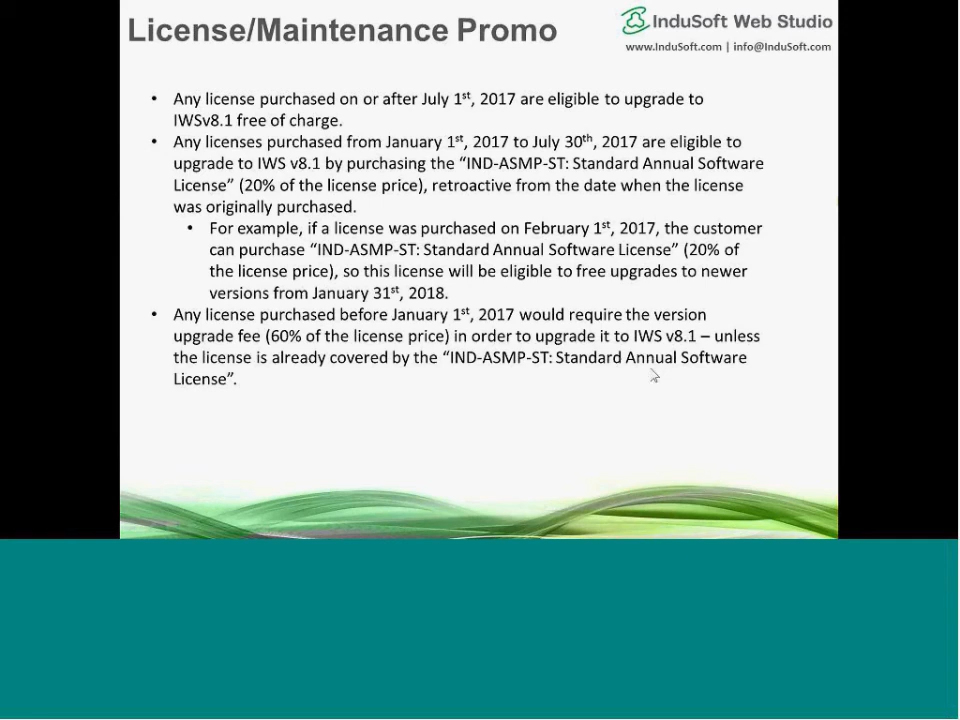 License/Maintenance Promo
InduSoft Web Studio
www.InduSoft.com | info@InduSoft.com
• Any license purchased on or after July 1st, 2017 are eligible to upgrade to
IWSv8.1 free of charge.
• Any licenses purchased from January 1st, 2017 to July 30th, 2017 are eligible to
upgrade to IWS v8.1 by purchasing the “IND-ASMP-ST: Standard Annual Software
License” (20% of the license price), retroactive from the date when the license
was originally purchased.
• For example, if a license was purchased on February 1st, 2017, the customer
can purchase “IND-ASMP-ST: Standard Annual Software License” (20% of
the license price), so this license will be eligible to free upgrades to newer
versions from January 31st, 2018.
• Any license purchased before January 1st, 2017 would require the version
upgrade fee (60% of the license price) in order to upgrade it to IWS v8.1 – unless
the license is already covered by the “IND-ASMP-ST: Standard Annual Software
License”.